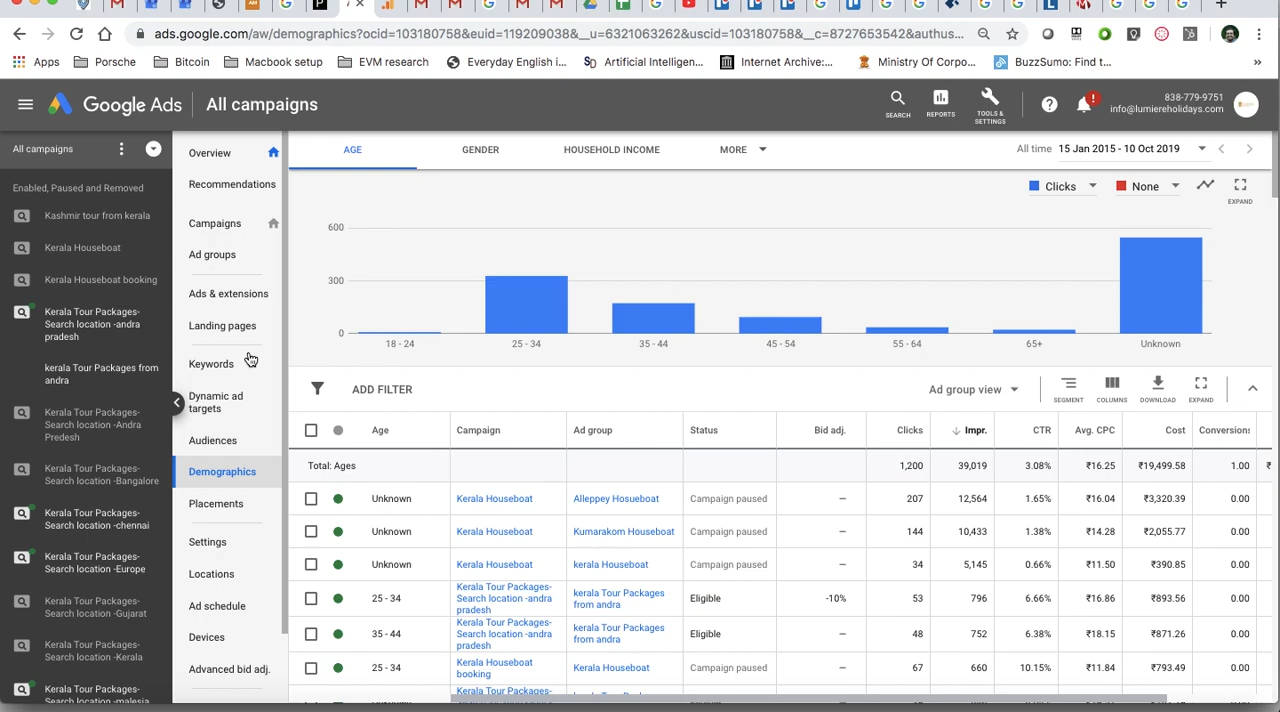 ads.google.com/aw/demographics?ocid=103180758&euid=119209038&__u=6321063262&uscid=103180758&__c=8727653542&authus...
Apps Porsche Bitcoin Macbook setup EVM research Everyday English i... Artificial Intelligen... Internet Archive:... Ministry Of Corpo... BuzzSumo: Find t... »
Google Ads All campaigns
SEARCH REPORTS TOOLS & SETTINGS
838-779-9751
info@lumiereholidays.com
All campaigns
Enabled, Paused and Removed
Kashmir tour from kerala
Kerala Houseboat
Kerala Houseboat booking
Kerala Tour Packages-
Search location -andra
pradesh
kerala Tour Packages from
andra
Kerala Tour Packages-
Search location -Andra
Predesh
Kerala Tour Packages-
Search location -Bangalore
Kerala Tour Packages-
Search location -chennai
Kerala Tour Packages-
Search location -Europe
Kerala Tour Packages-
Search location -Gujarat
Kerala Tour Packages-
Search location -Kerala
Kerala Tour Packages-
Search location -malesia
Overview
Recommendations
Campaigns
Ad groups
Ads & extensions
Landing pages
Keywords
Dynamic ad
targets
Audiences
Demographics
Placements
Settings
Locations
Ad schedule
Devices
Advanced bid adj.
AGE GENDER HOUSEHOLD INCOME MORE
All time 15 Jan 2015 - 10 Oct 2019
Clicks None
EXPAND
600
300
0
18 - 24 25 - 34 35 - 44 45 - 54 55 - 64 65+ Unknown
ADD FILTER Ad group view SEGMENT COLUMNS DOWNLOAD EXPAND
Age Campaign Ad group Status Bid adj. Clicks Impr. CTR Avg. CPC Cost Conversions
Total: Ages 1,200 39,019 3.08% ₹16.25 ₹19,499.58 1.00 ₹
Unknown Kerala Houseboat Alleppey Hosueboat Campaign paused — 207 12,564 1.65% ₹16.04 ₹3,320.39 0.00
Unknown Kerala Houseboat Kumarakom Houseboat Campaign paused — 144 10,433 1.38% ₹14.28 ₹2,055.77 0.00
Unknown Kerala Houseboat kerala Houseboat Campaign paused — 34 5,145 0.66% ₹11.50 ₹390.85 0.00
25 - 34 Kerala Tour Packages-
Search location -andra
pradesh kerala Tour Packages
from andra Eligible -10% 53 796 6.66% ₹16.86 ₹893.56 0.00
35 - 44 Kerala Tour Packages-
Search location -andra
pradesh kerala Tour Packages
from andra Eligible — 48 752 6.38% ₹18.15 ₹871.26 0.00
25 - 34 Kerala Houseboat
booking Kerala Houseboat Campaign paused — 67 660 10.15% ₹11.84 ₹793.49 0.00
Kerala Tour Packages-